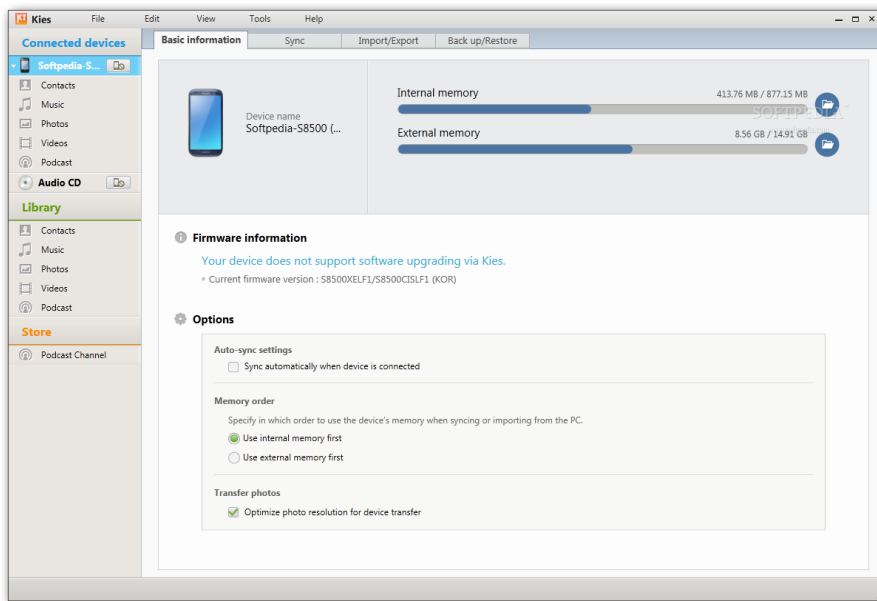 Kies File Edit View Tools Help
Connected devices
Softpedia-S...
Contacts
Music
Photos
Videos
Podcast
Audio CD
Library
Contacts
Music
Photos
Videos
Podcast
Store
Podcast Channel
Basic information Sync Import/Export Back up/Restore
Device name
Softpedia-S8500 (...
Internal memory 413.76 MB / 877.15 MB
SOFTPEDIA
External memory 8.56 GB / 14.91 GB
Firmware information
Your device does not support software upgrading via Kies.
Current firmware version : S8500XELF1/S8500CISLF1 (KOR)
Options
Auto-sync settings
Sync automatically when device is connected
Memory order
Specify in which order to use the device's memory when syncing or importing from the PC.
Use internal memory first
Use external memory first
Transfer photos
Optimize photo resolution for device transfer